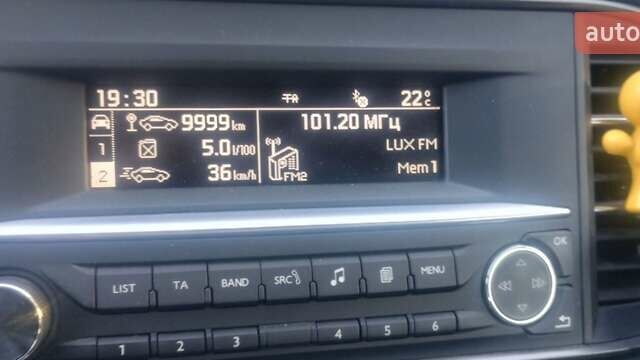 auto
19:30 TA 22°C
9999 km 101.20 МГц
1 5.0 l/100 LUX FM
2 36 km/h FM2 Mem 1
OK
LIST TA BAND SRC MENU
1 2 3 4 5 6